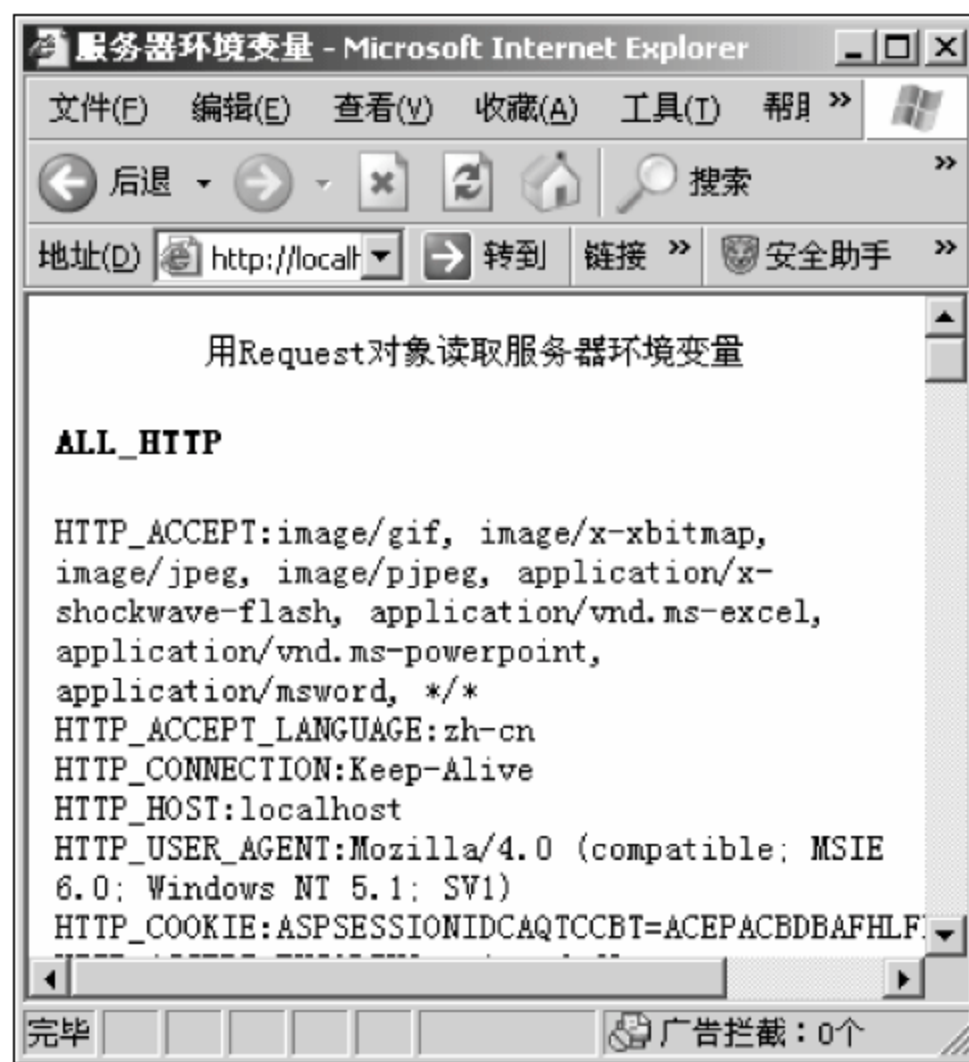 服务器环境变量 - Microsoft Internet Explorer
文件(F) 编辑(E) 查看(V) 收藏(A) 工具(T) »
后退 搜索 »
地址(D) http://local 转到 链接 » 安全助手 »
用Request对象读取服务器环境变量
ALL_HTTP
HTTP_ACCEPT:image/gif, image/x-xbitmap,
image/jpeg, image/pjpeg, application/x-
shockwave-flash, application/vnd.ms-excel,
application/vnd.ms-powerpoint,
application/msword, */*
HTTP_ACCEPT_LANGUAGE:zh-cn
HTTP_CONNECTION:Keep-Alive
HTTP_HOST:localhost
HTTP_USER_AGENT:Mozilla/4.0 (compatible; MSIE
6.0; Windows NT 5.1; SV1)
HTTP_COOKIE:ASPSESSIONIDCAQTCCBT=ACEPACBDBAFHLF
完毕 广告拦截：0个